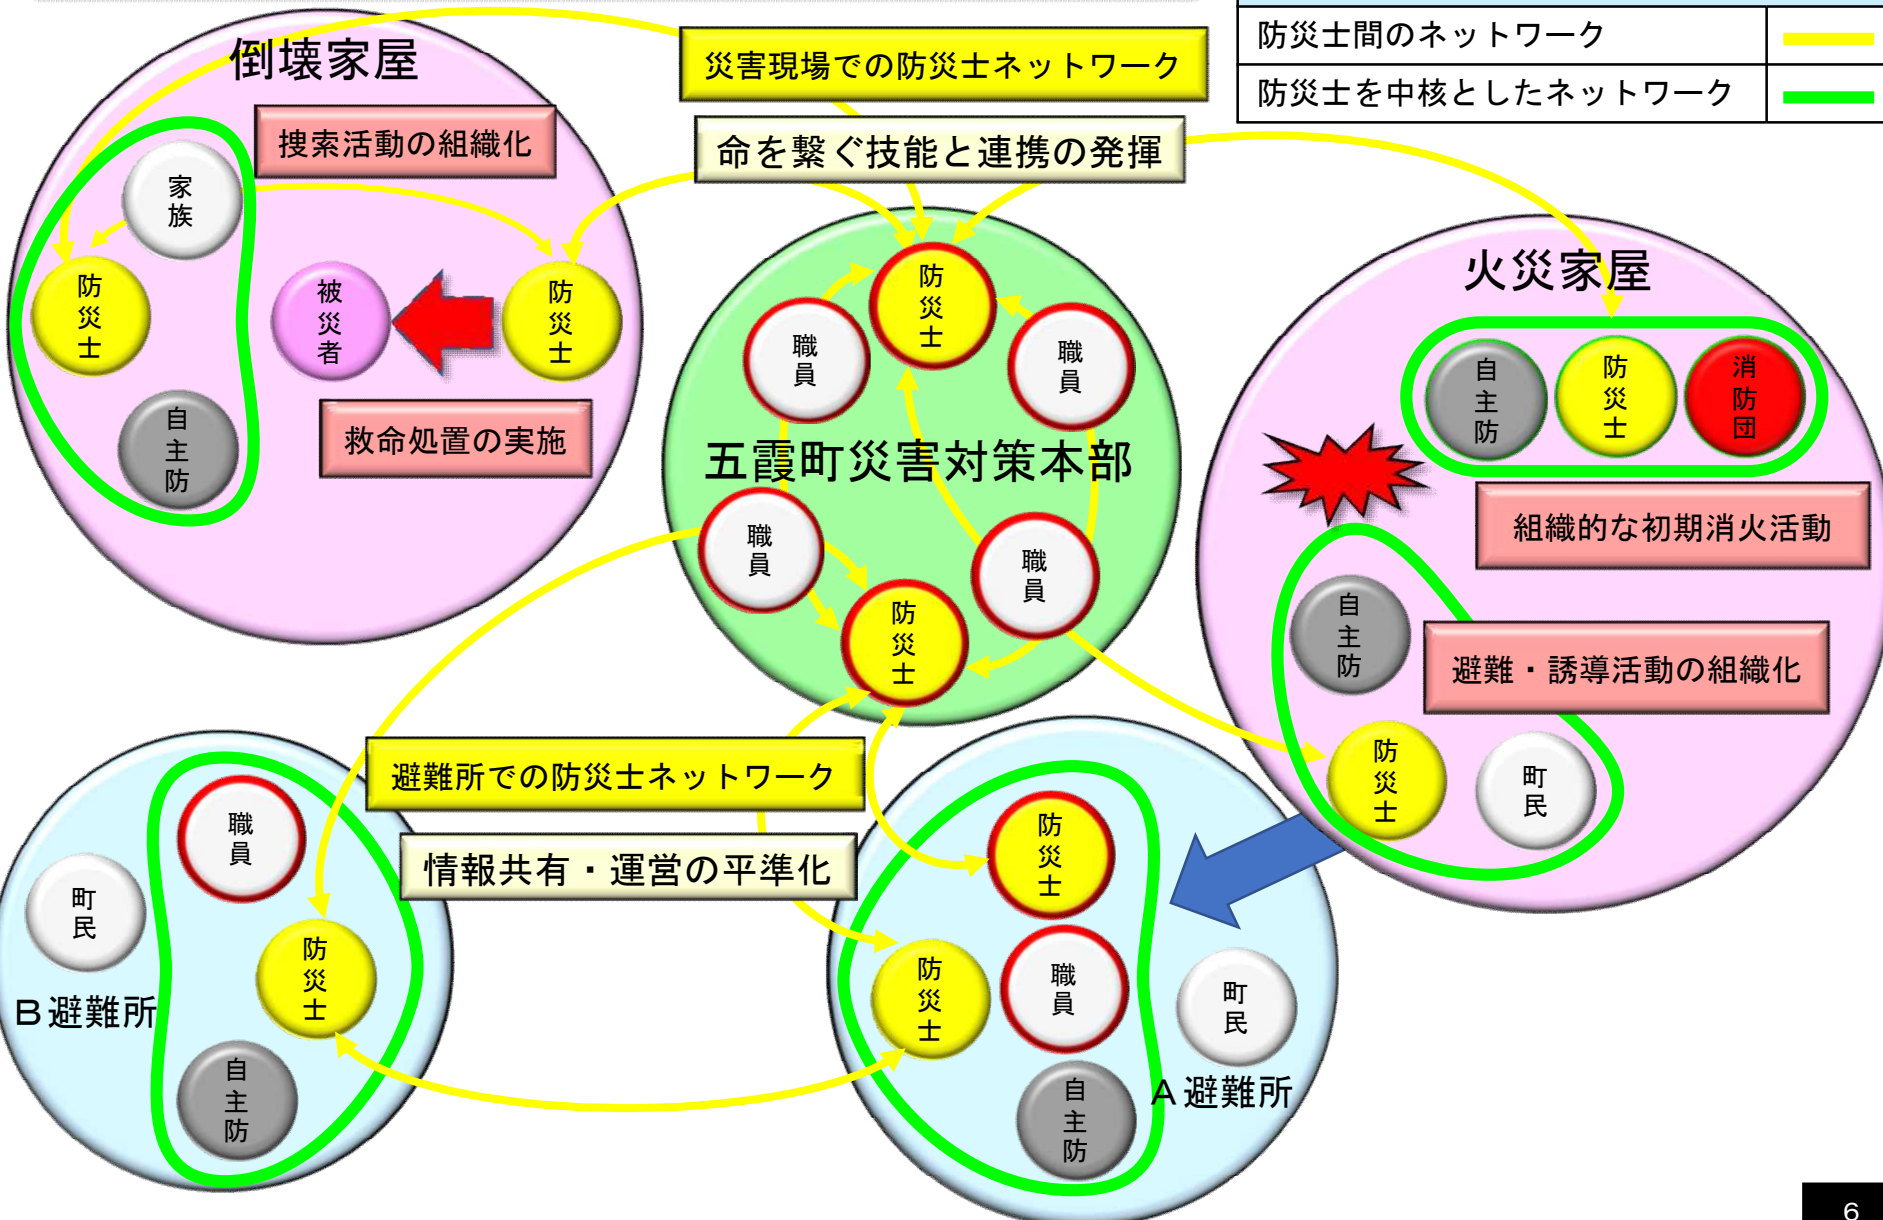 防災士間のネットワーク
防災士を中核としたネットワーク
災害現場での防災士ネットワーク
命を繋ぐ技能と連携の発揮
倒壊家屋
捜索活動の組織化
家族
防災士
被災者
防災士
自主防
救命処置の実施
五霞町災害対策本部
防災士
職員
職員
職員
職員
防災士
火災家屋
自主防
防災士
消防団
組織的な初期消火活動
自主防
避難・誘導活動の組織化
防災士
町民
避難所での防災士ネットワーク
情報共有・運営の平準化
職員
町民
防災士
B避難所
自主防
防災士
防災士
職員
町民
自主防
A避難所
6